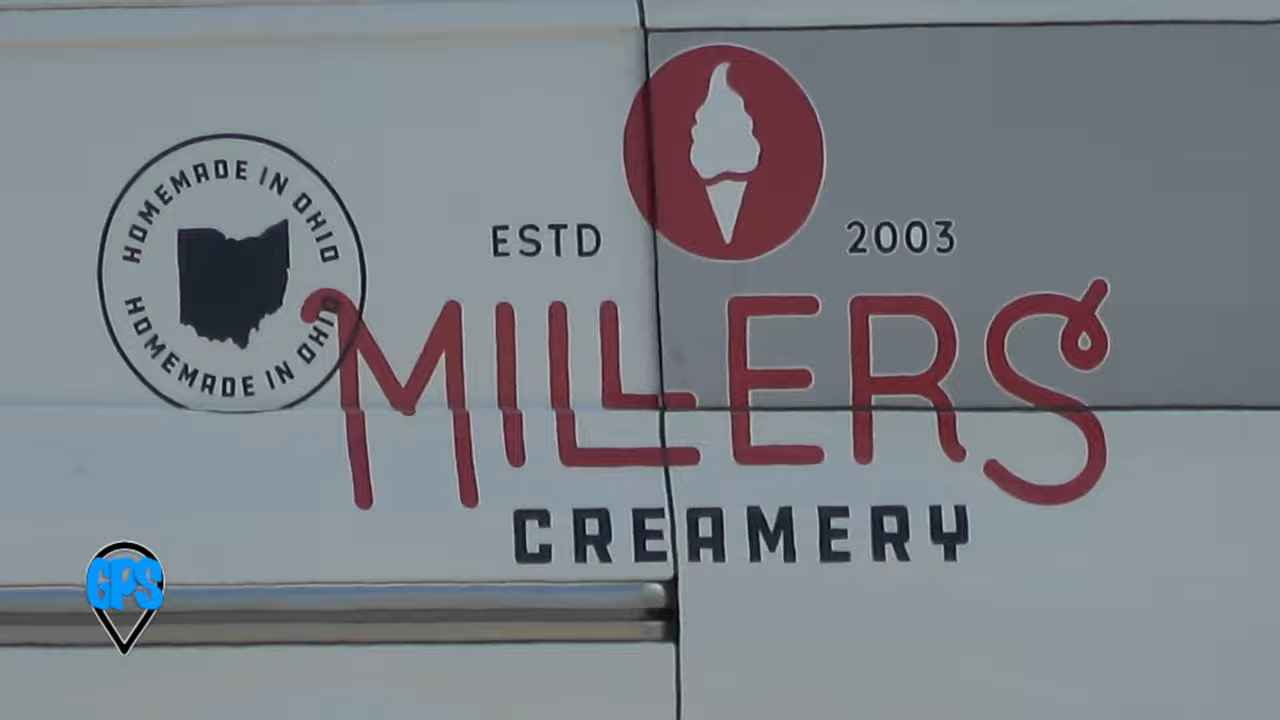 HOMEMADE IN OHIO
HOMEMADE IN OHIO
ESTD 2003
MILLERS
CREAMERY
GPS